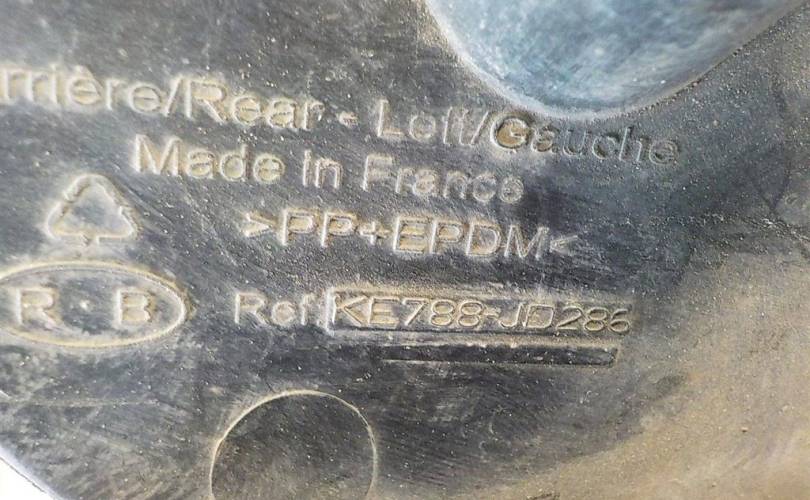 rrière/Rear - Left/Gauche
Made in France
>PP+EPDM<
R·B Ref KE788-JD286